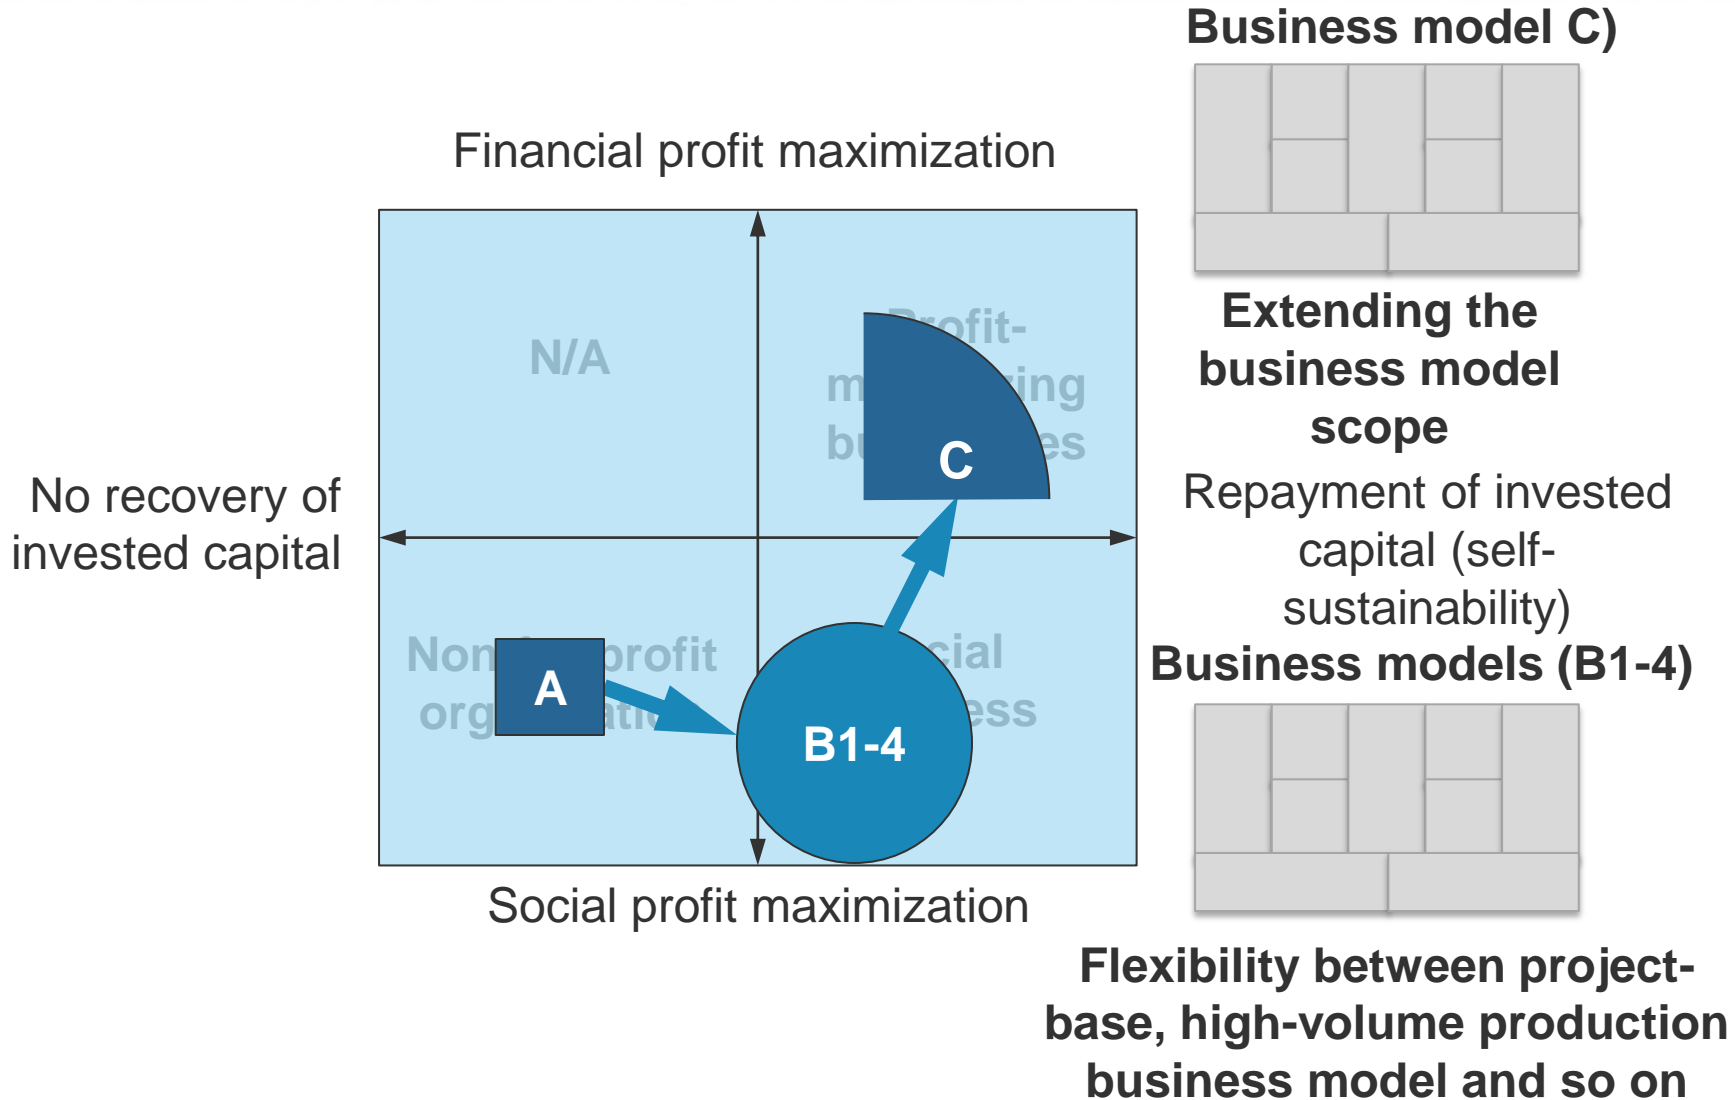 Business model C)
Financial profit maximization
N/A
Profit-
C
Extending the
business model
scope
No recovery of
invested capital
Repayment of invested
capital (self-
sustainability)
profit
A
B1-4
Business models (B1-4)
Social profit maximization
Flexibility between project-
base, high-volume production
business model and so on